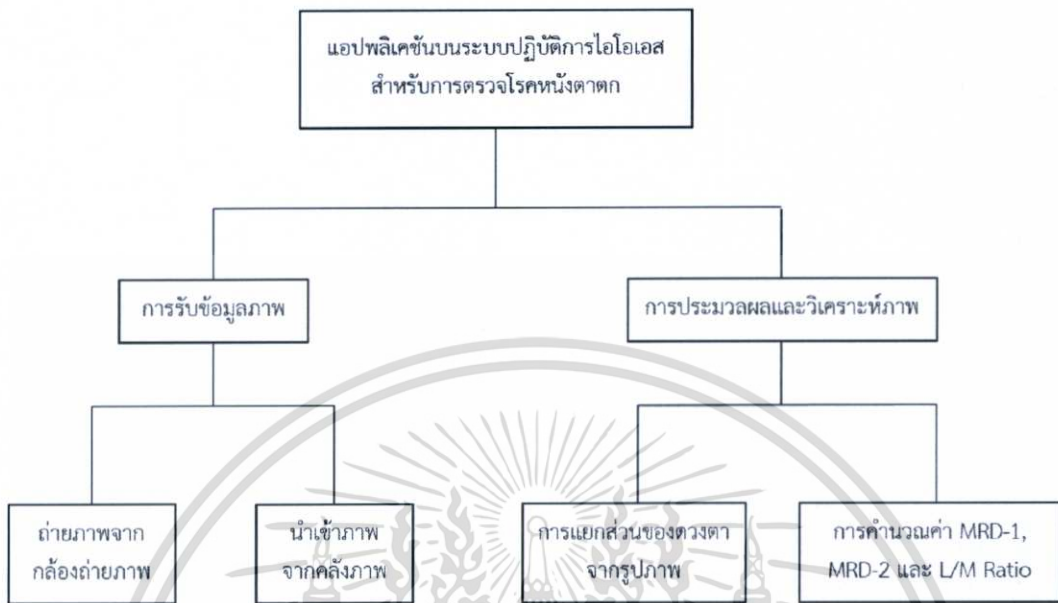 แอปพลิเคชันบนระบบปฏิบัติการไอโอเอส
สำหรับการตรวจโรคหนังตาตก
การรับข้อมูลภาพ
การประมวลผลและวิเคราะห์ภาพ
ถ่ายภาพจาก
กล้องถ่ายภาพ
นำเข้าภาพ
จากคลังภาพ
การแยกส่วนของดวงตา
จากรูปภาพ
การคำนวณค่า MRD-1,
MRD-2 และ L/M Ratio